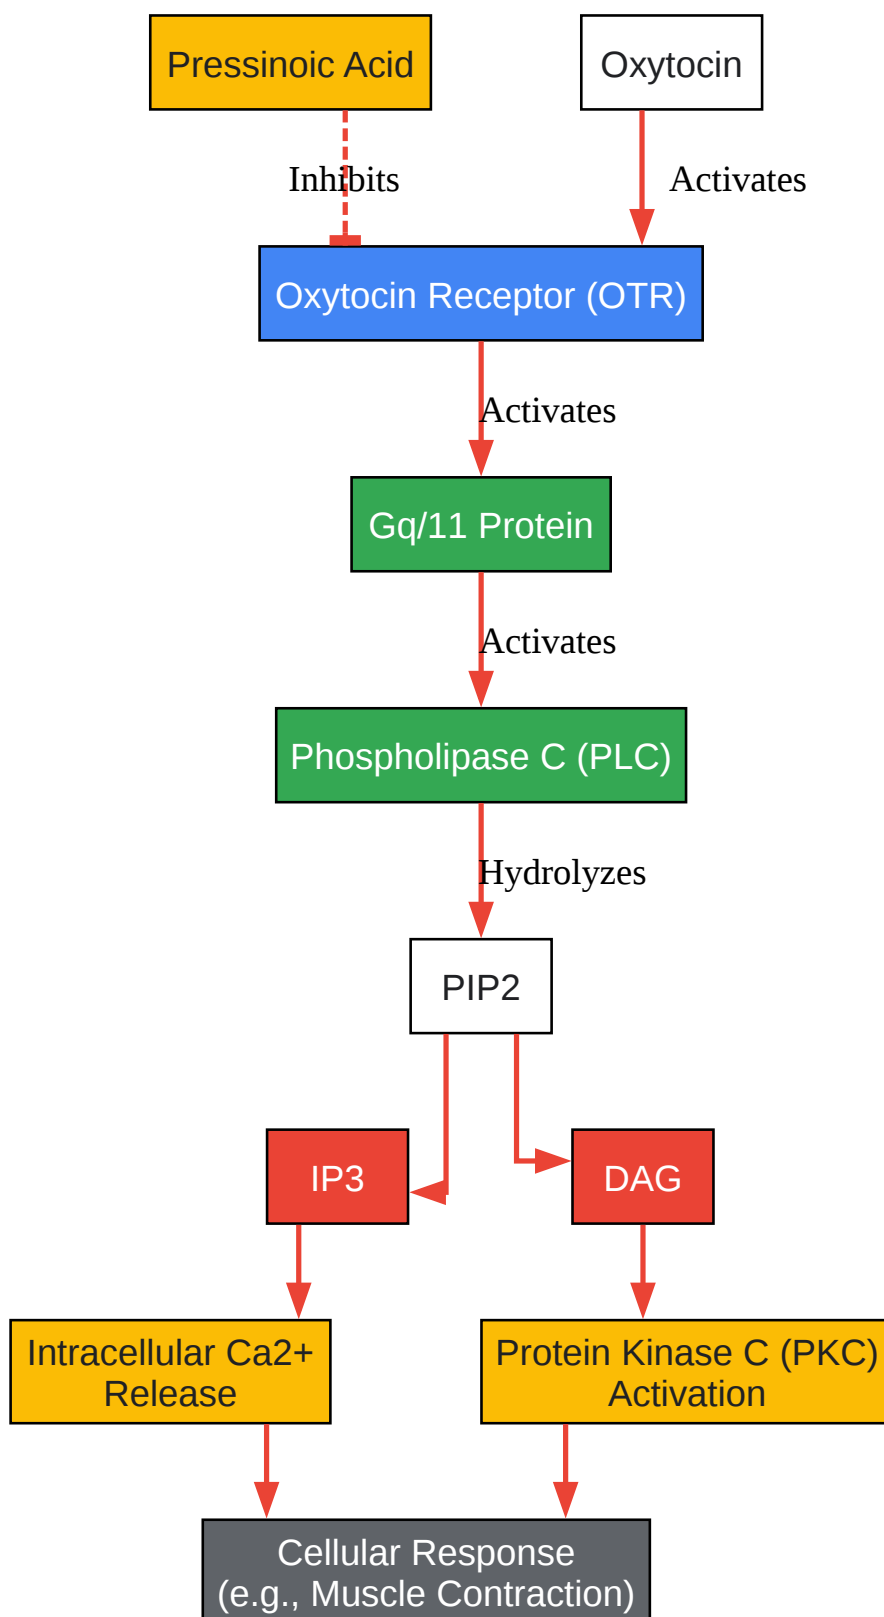 Pressinoic Acid
Oxytocin
Inhibits
Activates
Oxytocin Receptor (OTR)
Activates
Gq/11 Protein
Activates
Phospholipase C (PLC)
Hydrolyzes
PIP2
IP3
DAG
Intracellular Ca2+
Release
Protein Kinase C (PKC)
Activation
Cellular Response
(e.g., Muscle Contraction)